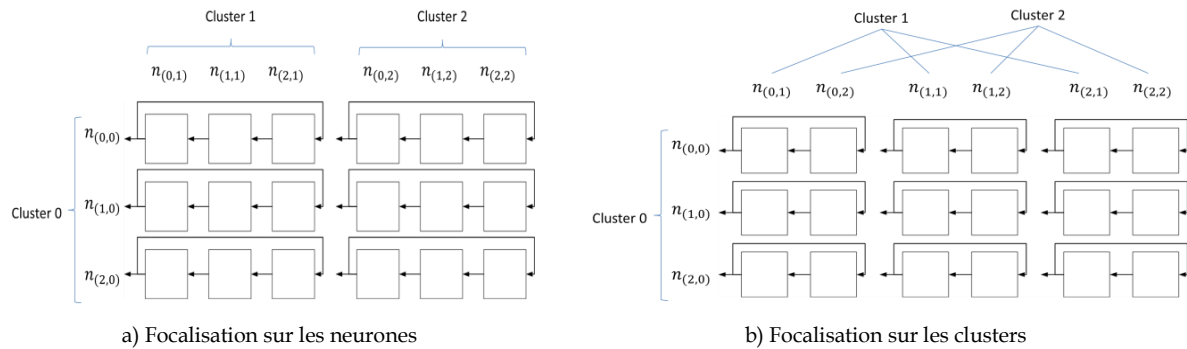 Cluster 1 Cluster 2
n(0,1) n(1,1) n(2,1) n(0,2) n(1,2) n(2,2)
n(0,0)
Cluster 0 n(1,0)
n(2,0)
a) Focalisation sur les neurones
Cluster 1 Cluster 2
n(0,1) n(0,2) n(1,1) n(1,2) n(2,1) n(2,2)
n(0,0)
Cluster 0 n(1,0)
n(2,0)
b) Focalisation sur les clusters